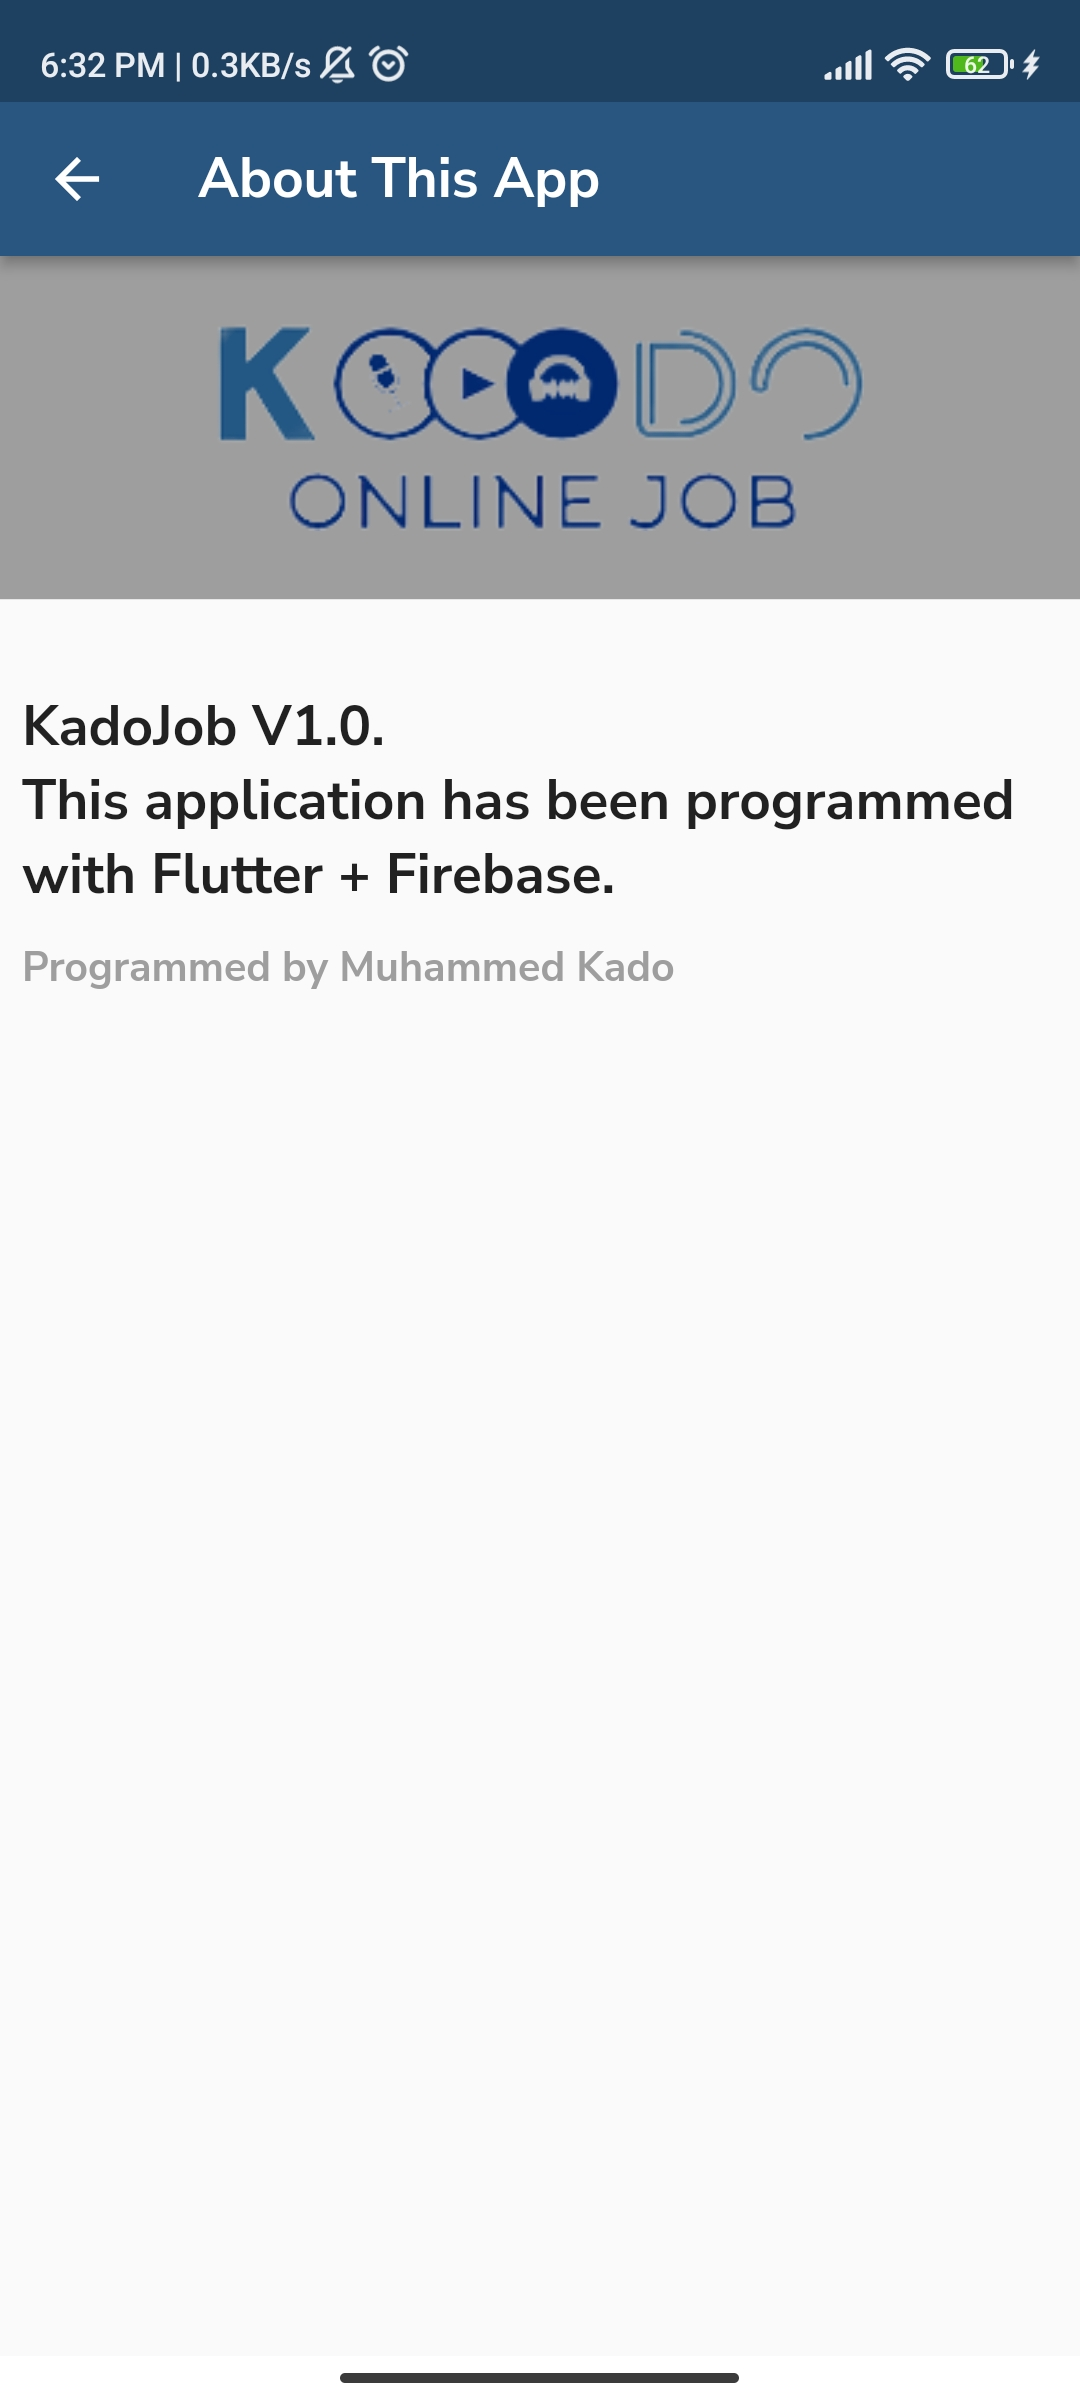 6:32 PM | 0.3KB/s 62
About This App
K DO
ONLINE JOB
KadoJob V1.0.
This application has been programmed
with Flutter + Firebase.
Programmed by Muhammed Kado